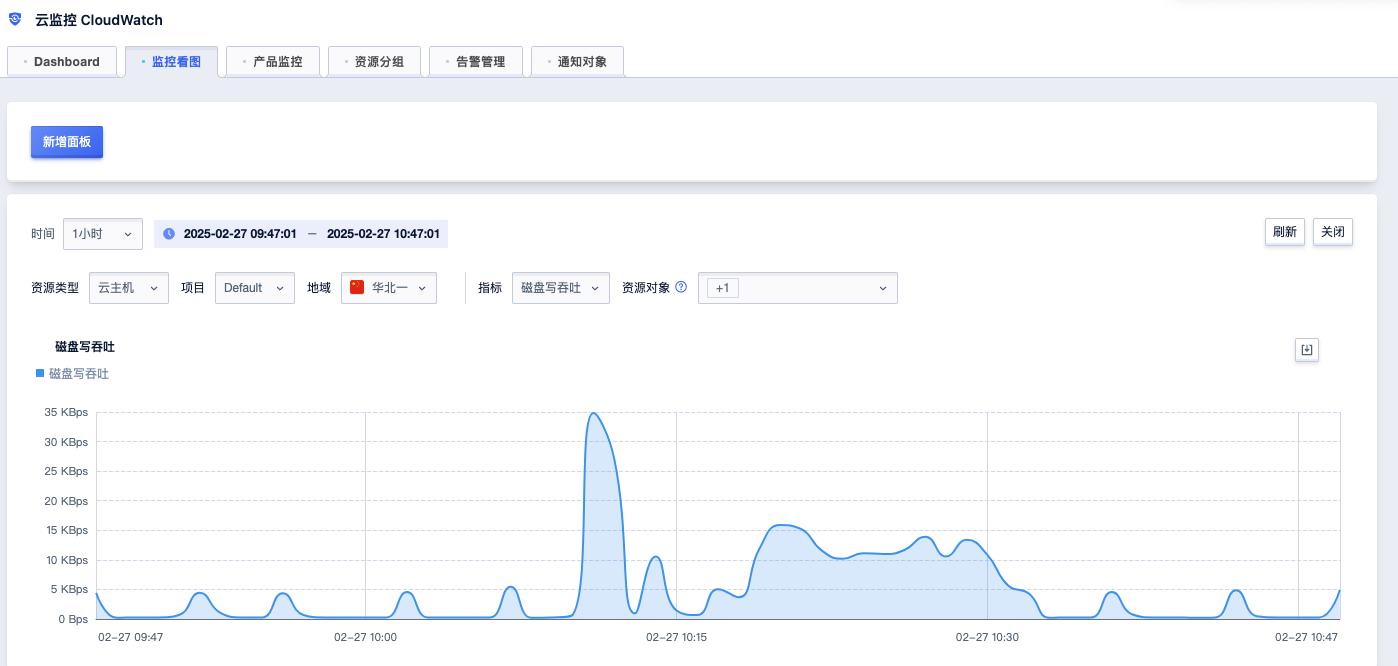 云监控 CloudWatch
Dashboard 监控看图 产品监控 资源分组 告警管理 通知对象
新增面板
时间 1小时 2025-02-27 09:47:01 — 2025-02-27 10:47:01 刷新 关闭
资源类型 云主机 项目 Default 地域 华北一 指标 磁盘写吞吐 资源对象 ? +1
磁盘写吞吐
磁盘写吞吐
35 KBps
30 KBps
25 KBps
20 KBps
15 KBps
10 KBps
5 KBps
0 Bps
02-27 09:47 02-27 10:00 02-27 10:15 02-27 10:30 02-27 10:47